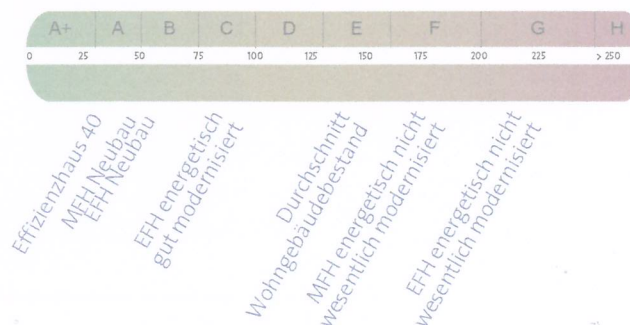 A+ A B C D E F G H
0 25 50 75 100 125 150 175 200 225 > 250
Effizienzhaus 40
MFH Neubau
EFH Neubau
EFH energetisch
gut modernisiert
Durchschnitt
Wohngebäudebestand
MFH energetisch nicht
wesentlich modernisiert
EFH energetisch nicht
wesentlich modernisiert